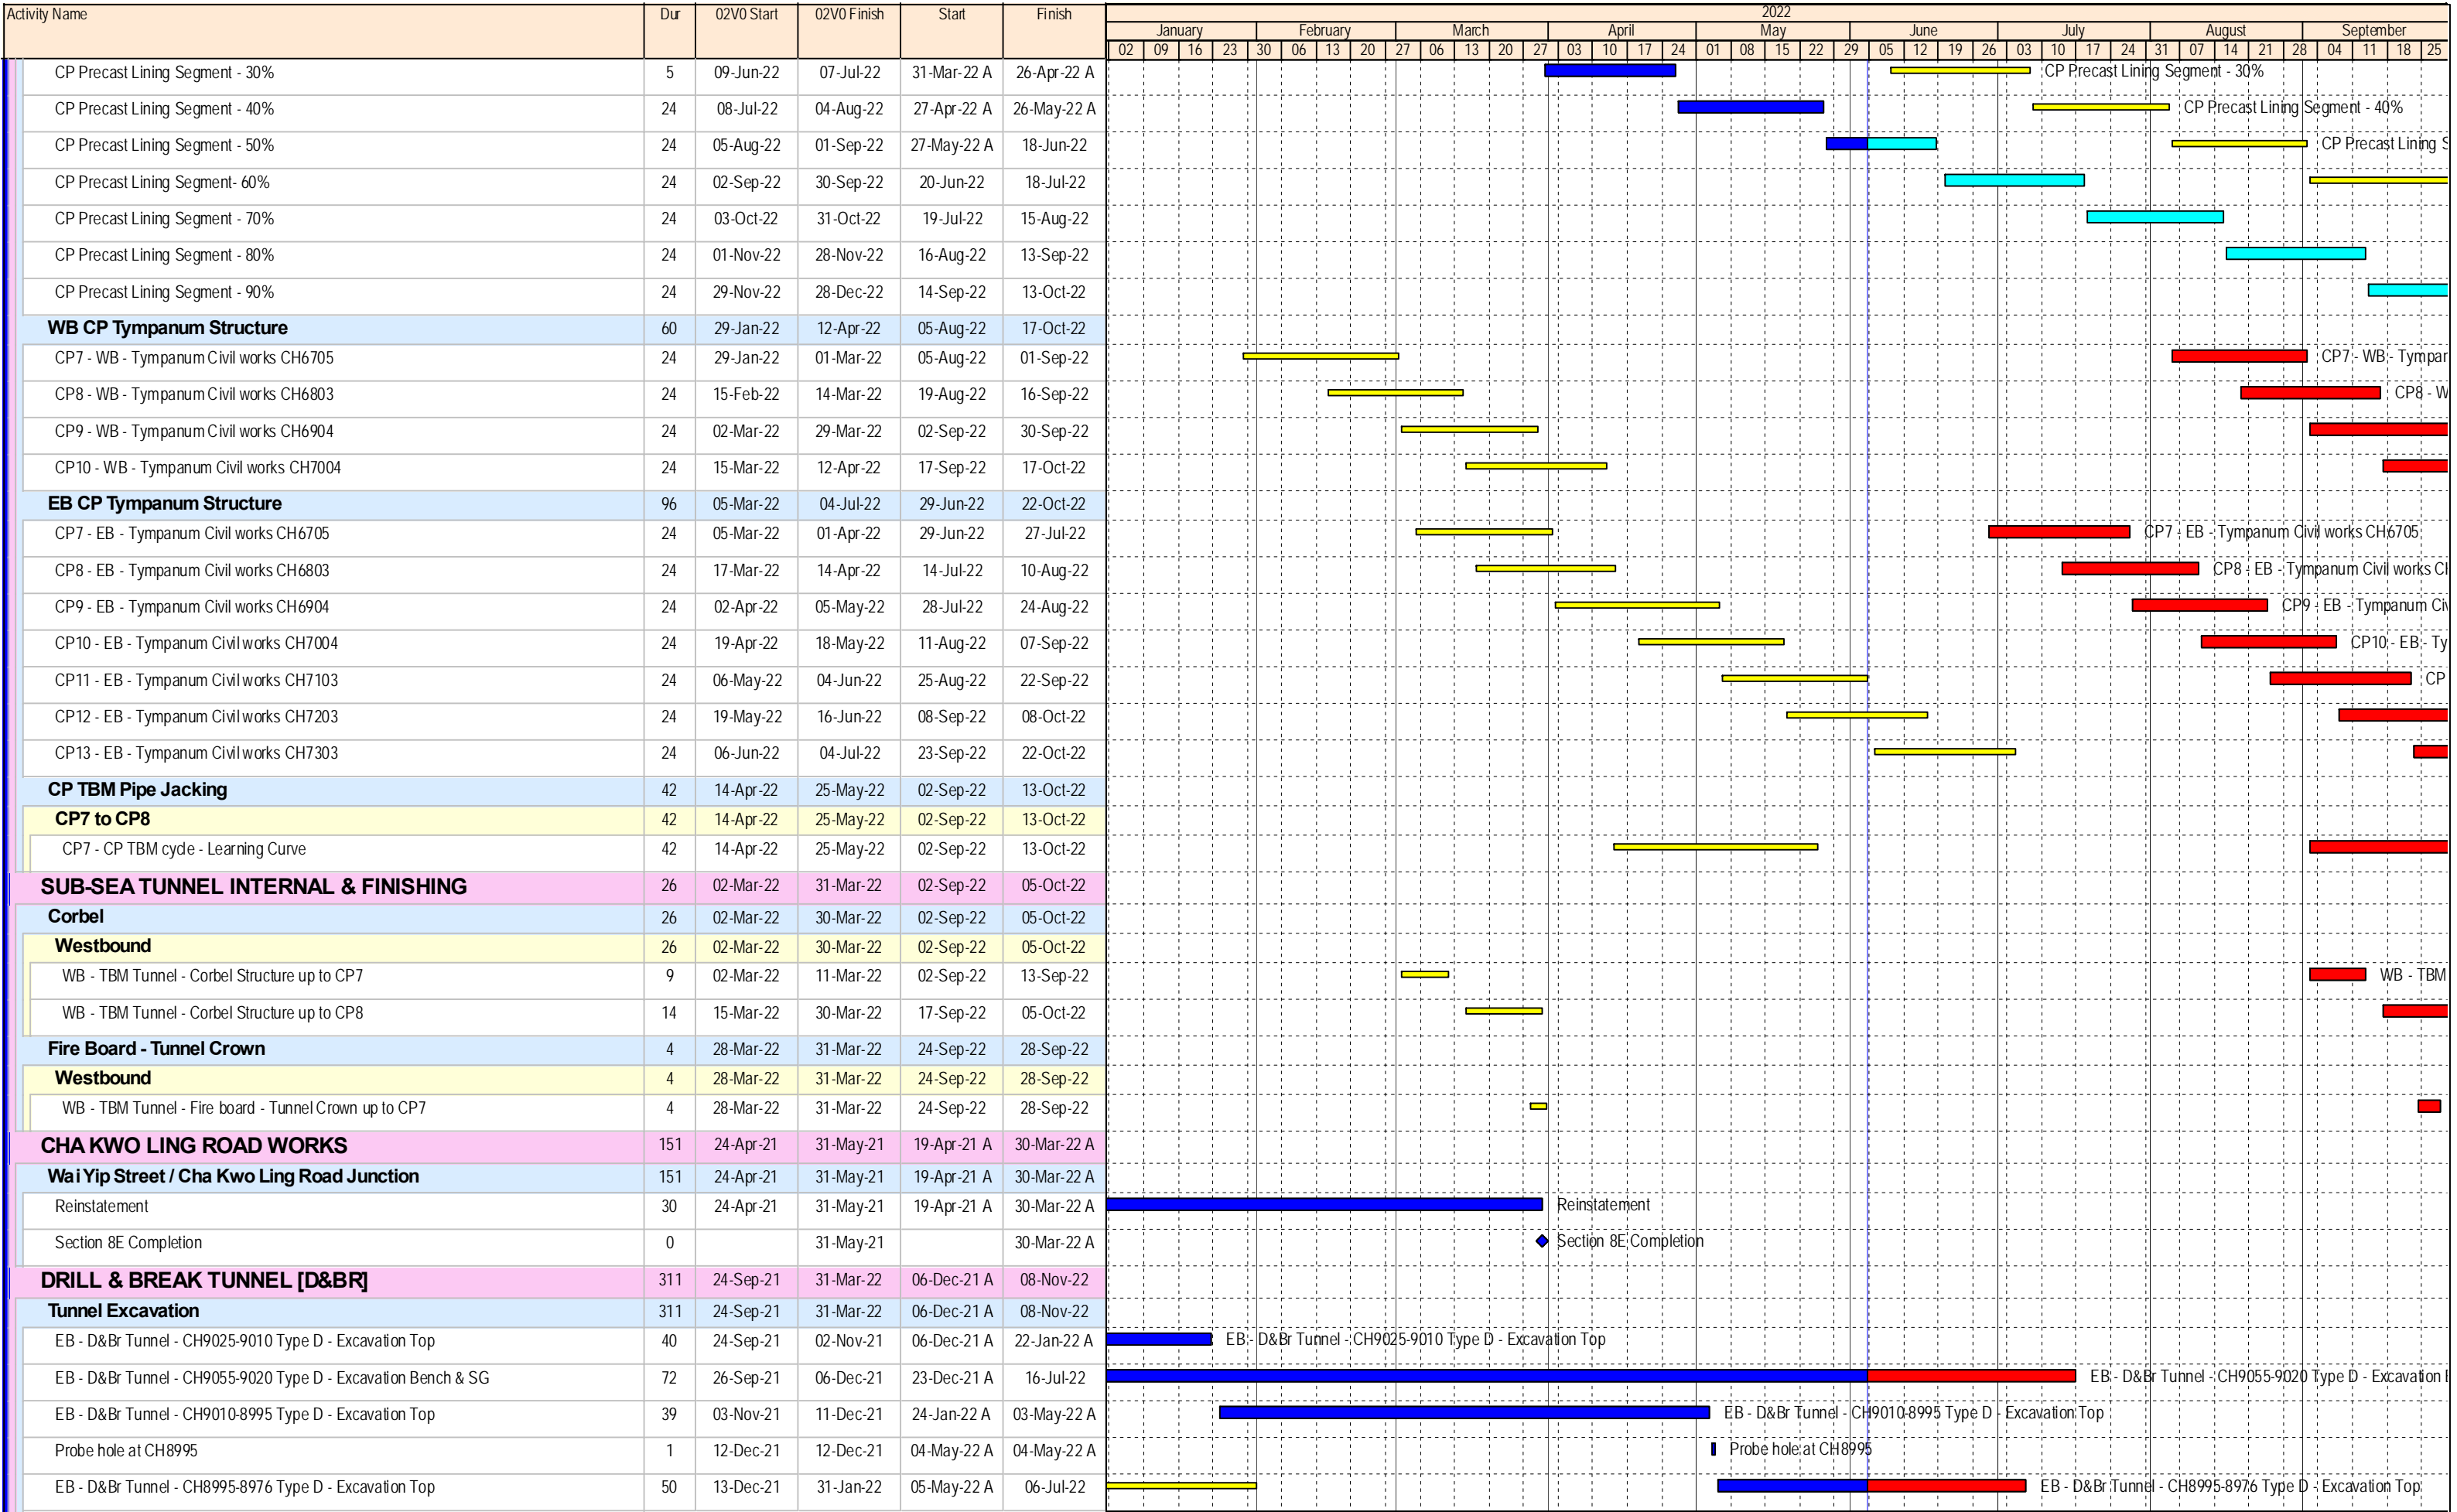 Activity Name Dur 02V0 Start 02V0 Finish Start Finish 2022
January February March April May June July August September
02 09 16 23 30 06 13 20 27 06 13 20 27 03 10 17 24 01 08 15 22 29 05 12 19 26 03 10 17 24 31 07 14 21 28 04 11 18 25
CP Precast Lining Segment - 30% 5 09-Jun-22 07-Jul-22 31-Mar-22 A 26-Apr-22 A CP Precast Lining Segment - 30%
CP Precast Lining Segment - 40% 24 08-Jul-22 04-Aug-22 27-Apr-22 A 26-May-22 A CP Precast Lining Segment - 40%
CP Precast Lining Segment - 50% 24 05-Aug-22 01-Sep-22 27-May-22 A 18-Jun-22 CP Precast Lining S
CP Precast Lining Segment- 60% 24 02-Sep-22 30-Sep-22 20-Jun-22 18-Jul-22
CP Precast Lining Segment - 70% 24 03-Oct-22 31-Oct-22 19-Jul-22 15-Aug-22
CP Precast Lining Segment - 80% 24 01-Nov-22 28-Nov-22 16-Aug-22 13-Sep-22
CP Precast Lining Segment - 90% 24 29-Nov-22 28-Dec-22 14-Sep-22 13-Oct-22
WB CP Tympanum Structure 60 29-Jan-22 12-Apr-22 05-Aug-22 17-Oct-22
CP7 - WB - Tympanum Civil works CH6705 24 29-Jan-22 01-Mar-22 05-Aug-22 01-Sep-22 CP7 - WB - Tympar
CP8 - WB - Tympanum Civil works CH6803 24 15-Feb-22 14-Mar-22 19-Aug-22 16-Sep-22 CP8 - W
CP9 - WB - Tympanum Civil works CH6904 24 02-Mar-22 29-Mar-22 02-Sep-22 30-Sep-22
CP10 - WB - Tympanum Civil works CH7004 24 15-Mar-22 12-Apr-22 17-Sep-22 17-Oct-22
EB CP Tympanum Structure 96 05-Mar-22 04-Jul-22 29-Jun-22 22-Oct-22
CP7 - EB - Tympanum Civil works CH6705 24 05-Mar-22 01-Apr-22 29-Jun-22 27-Jul-22 CP7 - EB - Tympanum Civil works CH6705
CP8 - EB - Tympanum Civil works CH6803 24 17-Mar-22 14-Apr-22 14-Jul-22 10-Aug-22 CP8 - EB - Tympanum Civil works CH
CP9 - EB - Tympanum Civil works CH6904 24 02-Apr-22 05-May-22 28-Jul-22 24-Aug-22 CP9 - EB - Tympanum Civ
CP10 - EB - Tympanum Civil works CH7004 24 19-Apr-22 18-May-22 11-Aug-22 07-Sep-22 CP10 - EB - Ty
CP11 - EB - Tympanum Civil works CH7103 24 06-May-22 04-Jun-22 25-Aug-22 22-Sep-22 CP
CP12 - EB - Tympanum Civil works CH7203 24 19-May-22 16-Jun-22 08-Sep-22 08-Oct-22
CP13 - EB - Tympanum Civil works CH7303 24 06-Jun-22 04-Jul-22 23-Sep-22 22-Oct-22
CP TBM Pipe Jacking 42 14-Apr-22 25-May-22 02-Sep-22 13-Oct-22
CP7 to CP8 42 14-Apr-22 25-May-22 02-Sep-22 13-Oct-22
CP7 - CP TBM cycle - Learning Curve 42 14-Apr-22 25-May-22 02-Sep-22 13-Oct-22
SUB-SEA TUNNEL INTERNAL & FINISHING 26 02-Mar-22 31-Mar-22 02-Sep-22 05-Oct-22
Corbel 26 02-Mar-22 30-Mar-22 02-Sep-22 05-Oct-22
Westbound 26 02-Mar-22 30-Mar-22 02-Sep-22 05-Oct-22
WB - TBM Tunnel - Corbel Structure up to CP7 9 02-Mar-22 11-Mar-22 02-Sep-22 13-Sep-22 WB - TBM
WB - TBM Tunnel - Corbel Structure up to CP8 14 15-Mar-22 30-Mar-22 17-Sep-22 05-Oct-22
Fire Board - Tunnel Crown 4 28-Mar-22 31-Mar-22 24-Sep-22 28-Sep-22
Westbound 4 28-Mar-22 31-Mar-22 24-Sep-22 28-Sep-22
WB - TBM Tunnel - Fire board - Tunnel Crown up to CP7 4 28-Mar-22 31-Mar-22 24-Sep-22 28-Sep-22
CHA KWO LING ROAD WORKS 151 24-Apr-21 31-May-21 19-Apr-21 A 30-Mar-22 A
Wai Yip Street / Cha Kwo Ling Road Junction 151 24-Apr-21 31-May-21 19-Apr-21 A 30-Mar-22 A
Reinstatement 30 24-Apr-21 31-May-21 19-Apr-21 A 30-Mar-22 A Reinstatement
Section 8E Completion 0 31-May-21 30-Mar-22 A Section 8E Completion
DRILL & BREAK TUNNEL [D&BR] 311 24-Sep-21 31-Mar-22 06-Dec-21 A 08-Nov-22
Tunnel Excavation 311 24-Sep-21 31-Mar-22 06-Dec-21 A 08-Nov-22
EB - D&Br Tunnel - CH9025-9010 Type D - Excavation Top 40 24-Sep-21 02-Nov-21 06-Dec-21 A 22-Jan-22 A EB - D&Br Tunnel - CH9025-9010 Type D - Excavation Top
EB - D&Br Tunnel - CH9055-9020 Type D - Excavation Bench & SG 72 26-Sep-21 06-Dec-21 23-Dec-21 A 16-Jul-22 EB - D&Br Tunnel - CH9055-9020 Type D - Excavation
EB - D&Br Tunnel - CH9010-8995 Type D - Excavation Top 39 03-Nov-21 11-Dec-21 24-Jan-22 A 03-May-22 A EB - D&Br Tunnel - CH9010-8995 Type D - Excavation Top
Probe hole at CH8995 1 12-Dec-21 12-Dec-21 04-May-22 A 04-May-22 A Probe hole at CH8995
EB - D&Br Tunnel - CH8995-8976 Type D - Excavation Top 50 13-Dec-21 31-Jan-22 05-May-22 A 06-Jul-22 EB - D&Br Tunnel - CH8995-8976 Type D - Excavation Top